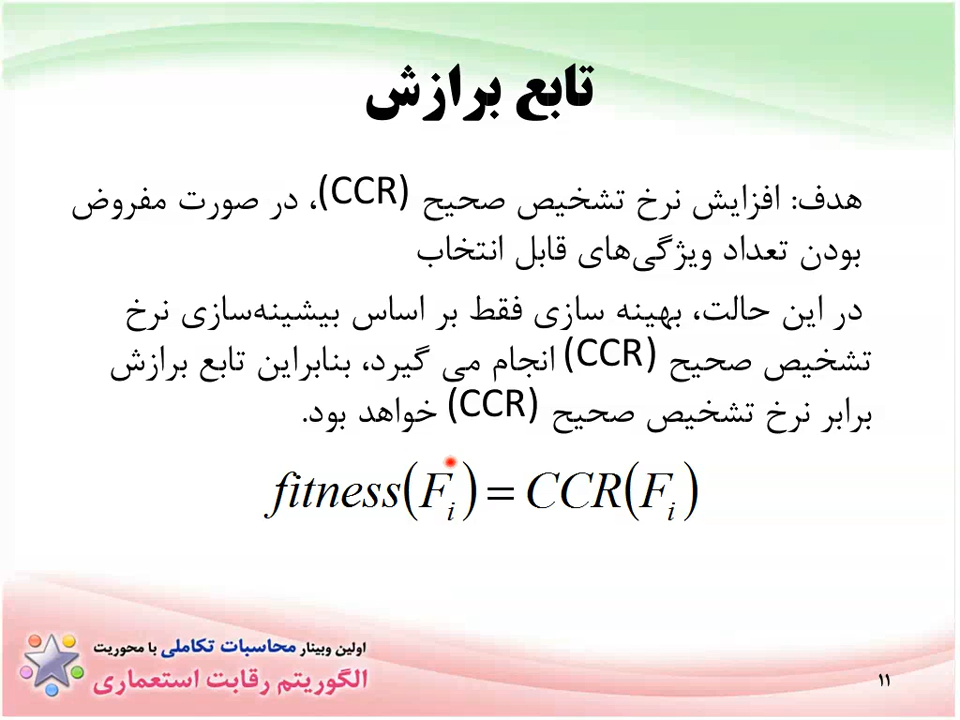 تابع برازش
هدف: افزایش نرخ تشخیص صحیح (CCR)، در صورت مفروض
بودن تعداد ویژگی‌های قابل انتخاب
در این حالت، بهینه سازی فقط بر اساس بیشینه‌سازی نرخ
تشخیص صحیح (CCR) انجام می گیرد، بنابراین تابع برازش
برابر نرخ تشخیص صحیح (CCR) خواهد بود.
fitness(F_i) = CCR(F_i)
اولین وبینار محاسبات تکاملی با محوریت
الگوریتم رقابت استعماری
۱۱